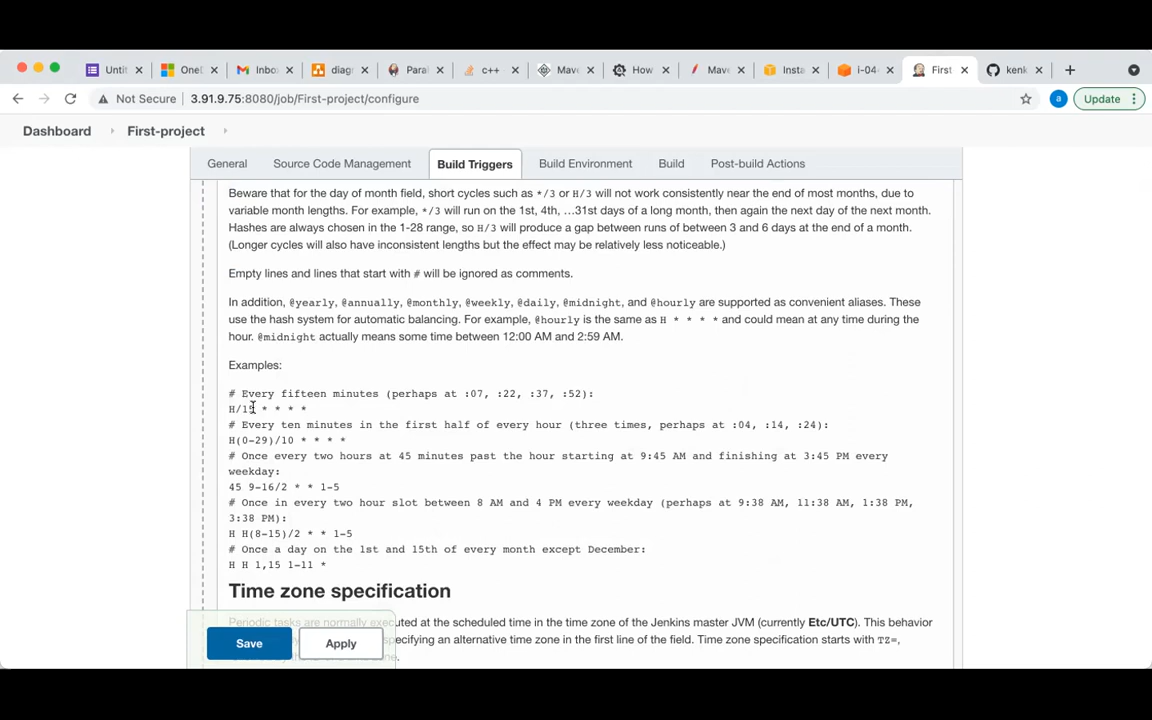 Untit
OneD
Inbo
diagr
Paral
c++
Mave
How
Mave
Insta
i-04
First
kenk
Not Secure
3.91.9.75:8080/job/First-project/configure
a
Update
Dashboard
First-project
General
Source Code Management
Build Triggers
Build Environment
Build
Post-build Actions
Beware that for the day of month field, short cycles such as */3 or H/3 will not work consistently near the end of most months, due to
variable month lengths. For example, */3 will run on the 1st, 4th, …31st days of a long month, then again the next day of the next month.
Hashes are always chosen in the 1-28 range, so H/3 will produce a gap between runs of between 3 and 6 days at the end of a month.
(Longer cycles will also have inconsistent lengths but the effect may be relatively less noticeable.)
Empty lines and lines that start with # will be ignored as comments.
In addition, @yearly, @annually, @monthly, @weekly, @daily, @midnight, and @hourly are supported as convenient aliases. These
use the hash system for automatic balancing. For example, @hourly is the same as H * * * * and could mean at any time during the
hour. @midnight actually means some time between 12:00 AM and 2:59 AM.
Examples:
# Every fifteen minutes (perhaps at :07, :22, :37, :52):
H/15 * * * *
# Every ten minutes in the first half of every hour (three times, perhaps at :04, :14, :24):
H(0-29)/10 * * * *
# Once every two hours at 45 minutes past the hour starting at 9:45 AM and finishing at 3:45 PM every
weekday:
45 9-16/2 * * 1-5
# Once in every two hour slot between 8 AM and 4 PM every weekday (perhaps at 9:38 AM, 11:38 AM, 1:38 PM,
3:38 PM):
H H(8-15)/2 * * 1-5
# Once a day on the 1st and 15th of every month except December:
H H 1,15 1-11 *
Time zone specification
Periodic tasks are normally executed at the scheduled time in the time zone of the Jenkins master JVM (currently Etc/UTC). This behavior
specifying an alternative time zone in the first line of the field. Time zone specification starts with TZ=,
Save
Apply